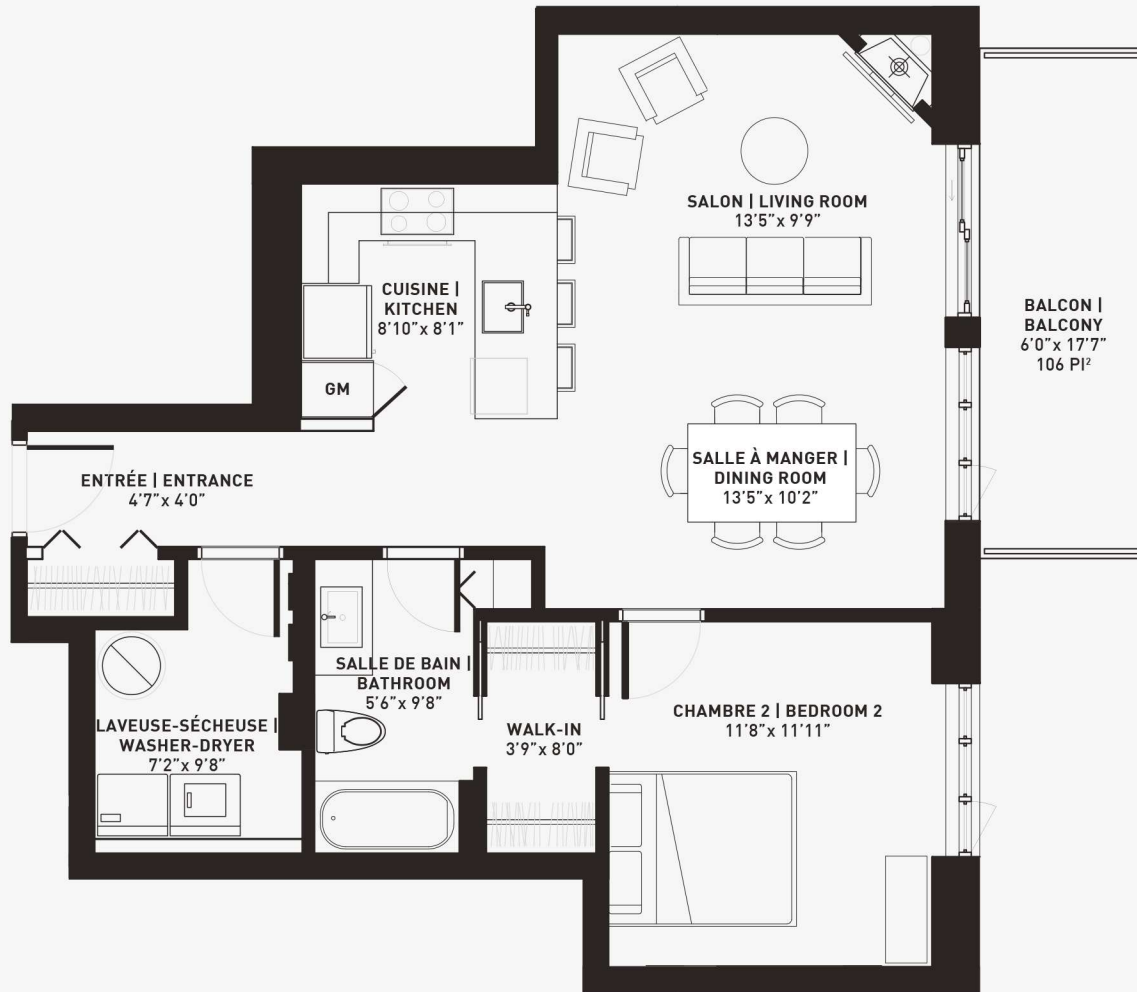 SALON | LIVING ROOM
13'5" x 9'9"
CUISINE |
KITCHEN
8'10" x 8'1"
BALCON |
BALCONY
6'0" x 17'7"
106 PI²
GM
ENTRÉE | ENTRANCE
4'7" x 4'0"
SALLE À MANGER |
DINING ROOM
13'5" x 10'2"
SALLE DE BAIN |
BATHROOM
5'6" x 9'8"
LAVEUSE-SÉCHEUSE |
WASHER-DRYER
7'2" x 9'8"
WALK-IN
3'9" x 8'0"
CHAMBRE 2 | BEDROOM 2
11'8" x 11'11"